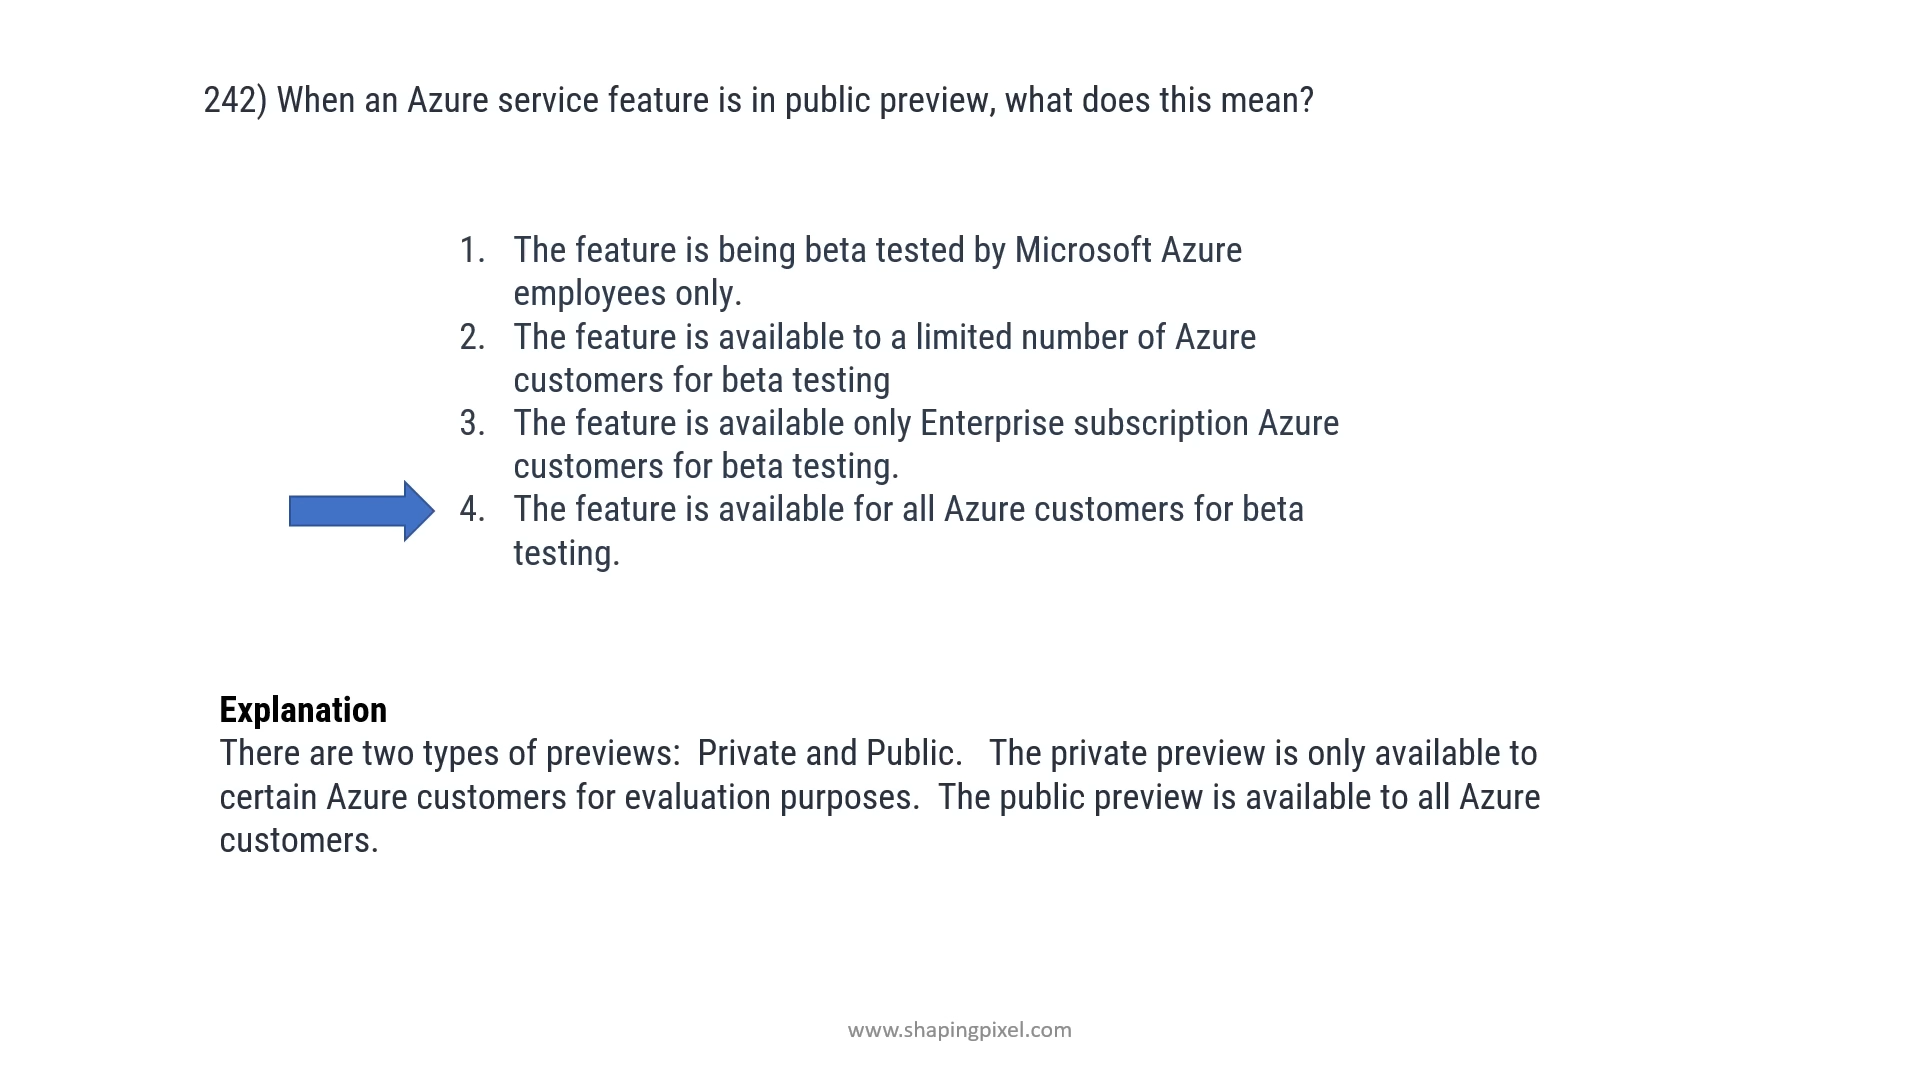 242) When an Azure service feature is in public preview, what does this mean?
1. The feature is being beta tested by Microsoft Azure
employees only.
2. The feature is available to a limited number of Azure
customers for beta testing
3. The feature is available only Enterprise subscription Azure
customers for beta testing.
4. The feature is available for all Azure customers for beta
testing.
Explanation
There are two types of previews:  Private and Public.   The private preview is only available to
certain Azure customers for evaluation purposes.  The public preview is available to all Azure
customers.
www.shapingpixel.com